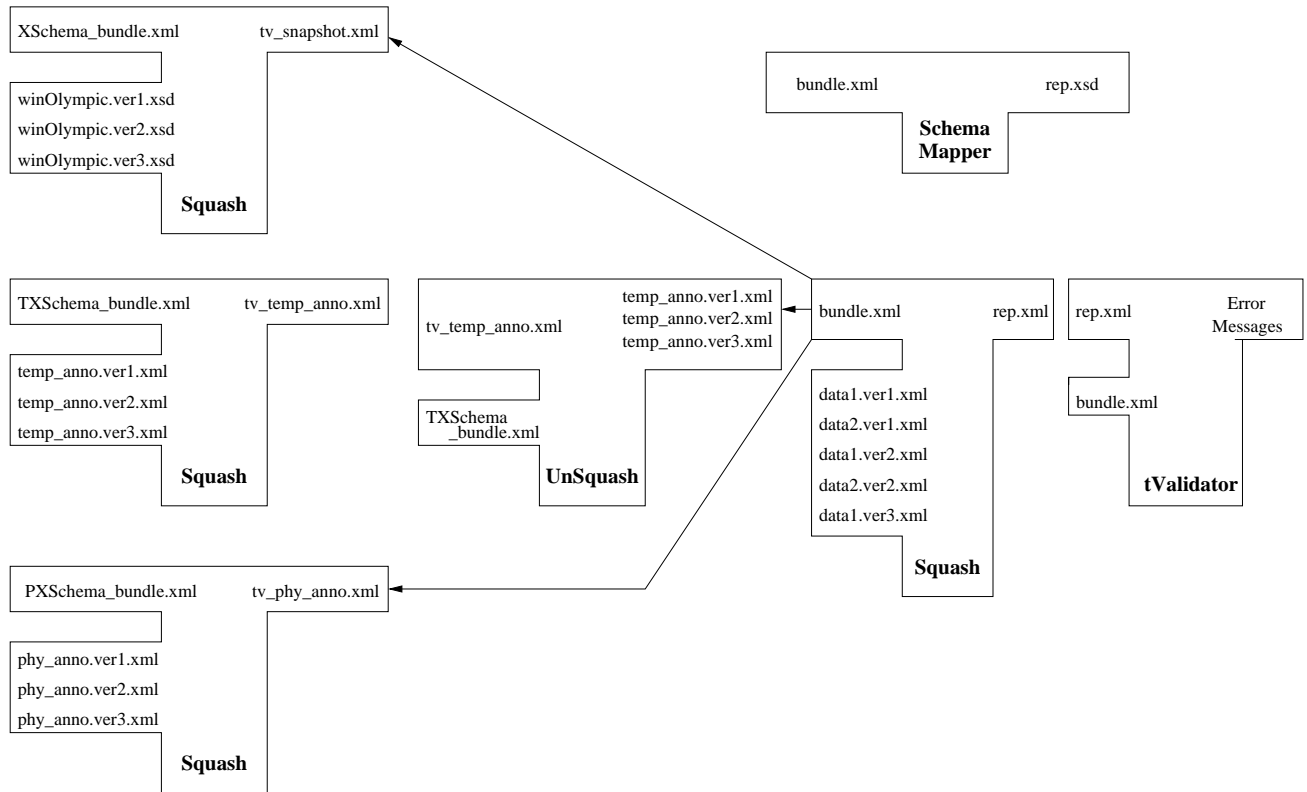 XSchema_bundle.xml tv_snapshot.xml
winOlympic.ver1.xsd
winOlympic.ver2.xsd
winOlympic.ver3.xsd
Squash
bundle.xml rep.xsd
Schema
Mapper
TXSchema_bundle.xml tv_temp_anno.xml
temp_anno.ver1.xml
temp_anno.ver2.xml
temp_anno.ver3.xml
Squash
tv_temp_anno.xml
temp_anno.ver1.xml
temp_anno.ver2.xml
temp_anno.ver3.xml
TXSchema
_bundle.xml
UnSquash
bundle.xml rep.xml
data1.ver1.xml
data2.ver1.xml
data1.ver2.xml
data2.ver2.xml
data1.ver3.xml
Squash
rep.xml
Error
Messages
bundle.xml
tValidator
PXSchema_bundle.xml tv_phy_anno.xml
phy_anno.ver1.xml
phy_anno.ver2.xml
phy_anno.ver3.xml
Squash